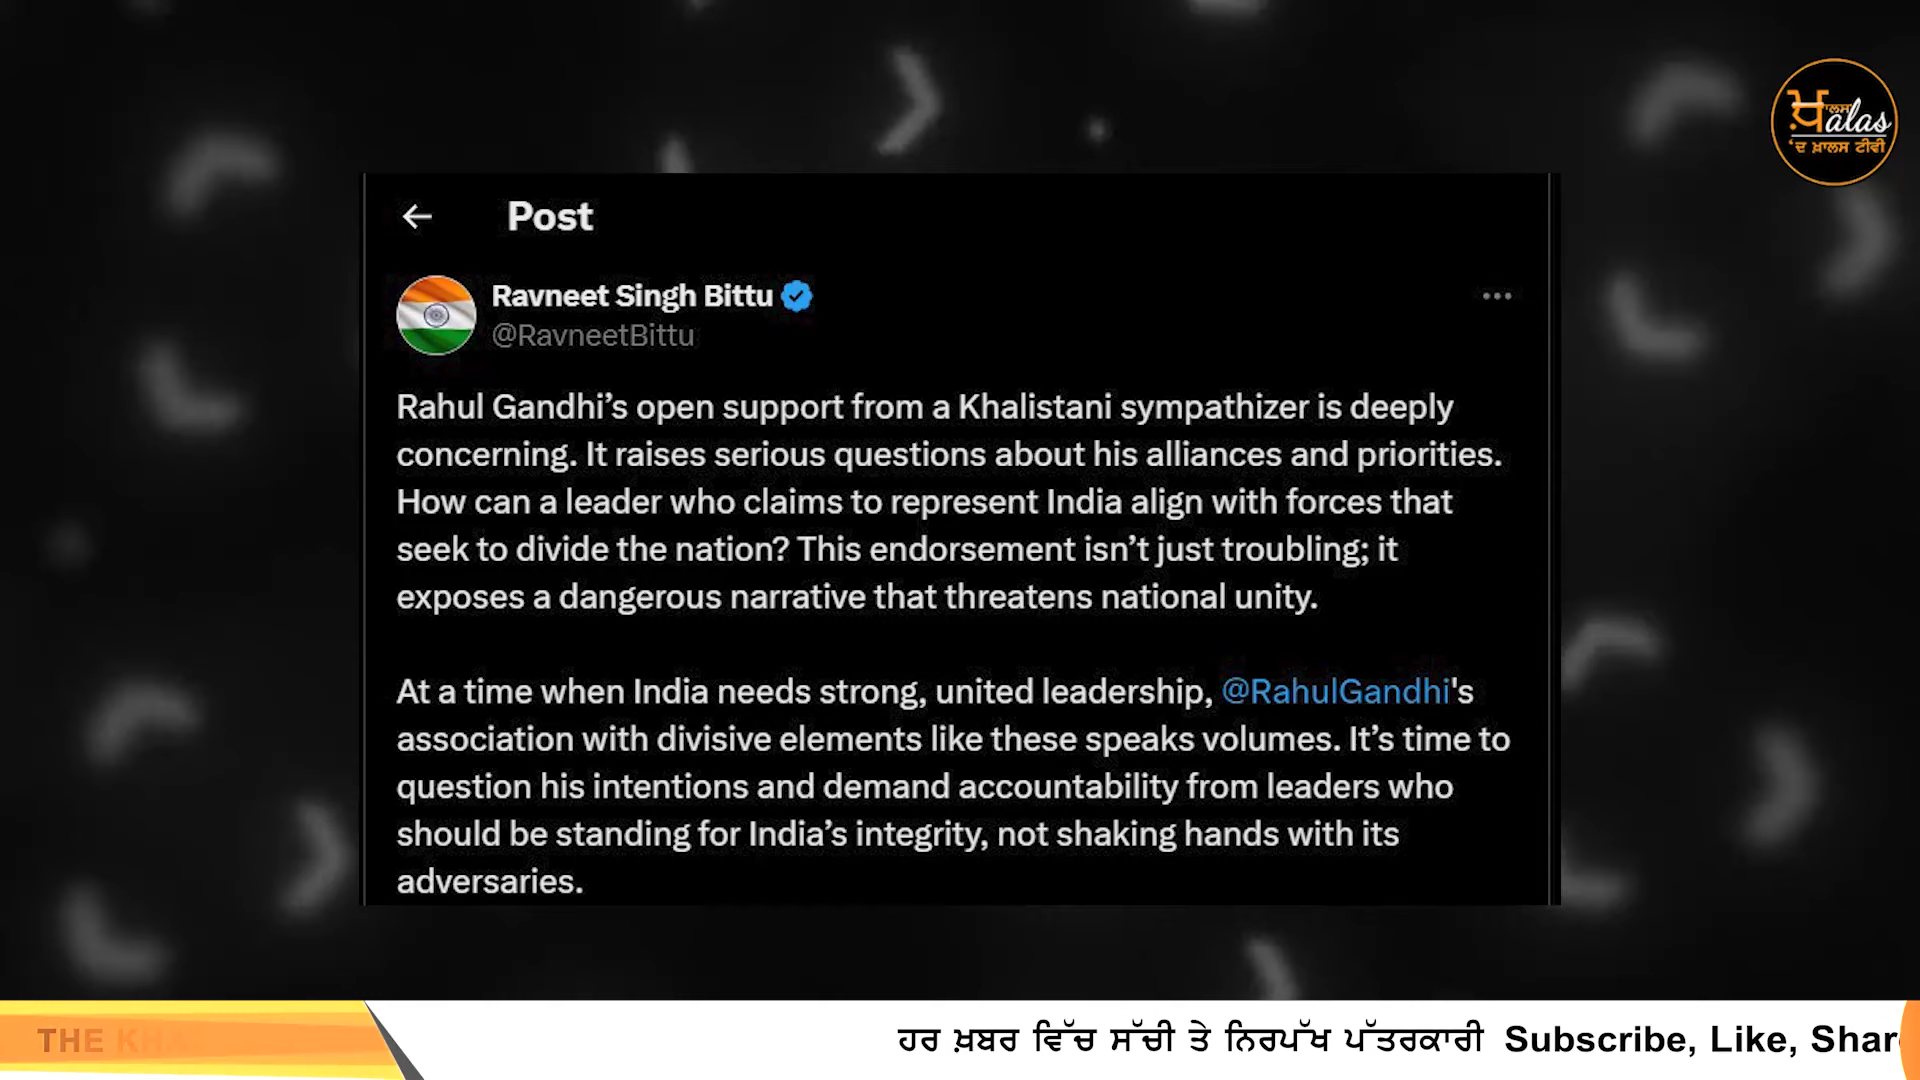 ਖ਼ਾਲਸ alas
'ਦ ਖ਼ਾਲਸ ਟੀਵੀ
Post
Ravneet Singh Bittu
@RavneetBittu
Rahul Gandhi’s open support from a Khalistani sympathizer is deeply
concerning. It raises serious questions about his alliances and priorities.
How can a leader who claims to represent India align with forces that
seek to divide the nation? This endorsement isn’t just troubling; it
exposes a dangerous narrative that threatens national unity.
At a time when India needs strong, united leadership, @RahulGandhi's
association with divisive elements like these speaks volumes. It’s time to
question his intentions and demand accountability from leaders who
should be standing for India’s integrity, not shaking hands with its
adversaries.
THE KHA
ਹਰ ਖ਼ਬਰ ਵਿੱਚ ਸੱਚੀ ਤੇ ਨਿਰਪੱਖ ਪੱਤਰਕਾਰੀ Subscribe, Like, Shar